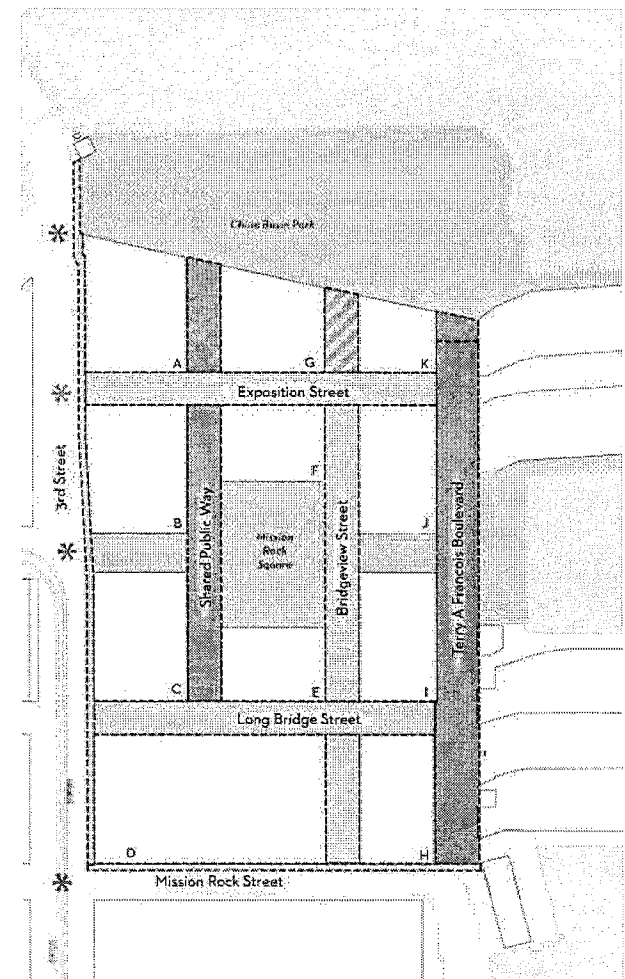 China Basin Park
A
G
K
Exposition Street
3rd Street
F
B
Shared Public Way
Mission
Rock
Square
Bridgeview Street
J
Terry A Francois Boulevard
C
E
I
Long Bridge Street
D
H
Mission Rock Street